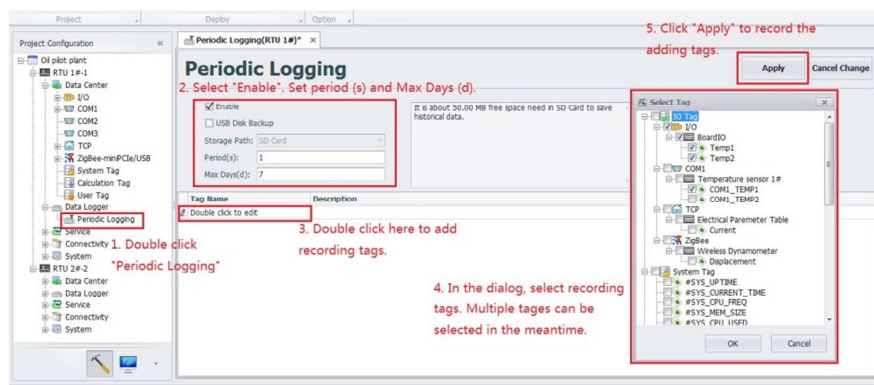 Project
Deploy
Option
Project Configuration
«
Periodic Logging(RTU 1#)*
×
5. Click "Apply" to record the
adding tags.
Oil pilot plant
RTU 1#-1
Data Center
I/O
COM1
COM2
COM3
TCP
ZigBee-miniPCIe/USB
System Tag
Calculation Tag
User Tag
Data Logger
Periodic Logging
Service
Connectivity
System
RTU 2#-2
Data Center
Data Logger
Service
Connectivity
System
1. Double click
"Periodic Logging"
Periodic Logging
Apply
Cancel Change
2. Select "Enable". Set period (s) and Max Days (d).
Enable
USB Disk Backup
Storage Path: SD Card
Period(s): 1
Max Days(d): 7
It is about 50.00 MB free space need in SD Card to save
historical data.
Tag Name
Description
Double click to edit
3. Double click here to add
recording tags.
4. In the dialog, select recording
tags. Multiple tages can be
selected in the meantime.
Select Tag
×
IO Tag
I/O
BoardIO
Temp1
Temp2
COM1
Temperature sensor 1#
COM1_TEMP1
COM1_TEMP2
TCP
Electrical Paremeter Table
Current
ZigBee
Wireless Dynamometer
Displacement
System Tag
#SYS_UPTIME
#SYS_CURRENT_TIME
#SYS_CPU_FREQ
#SYS_MEM_SIZE
#SYS_CPU_USED
OK
Cancel